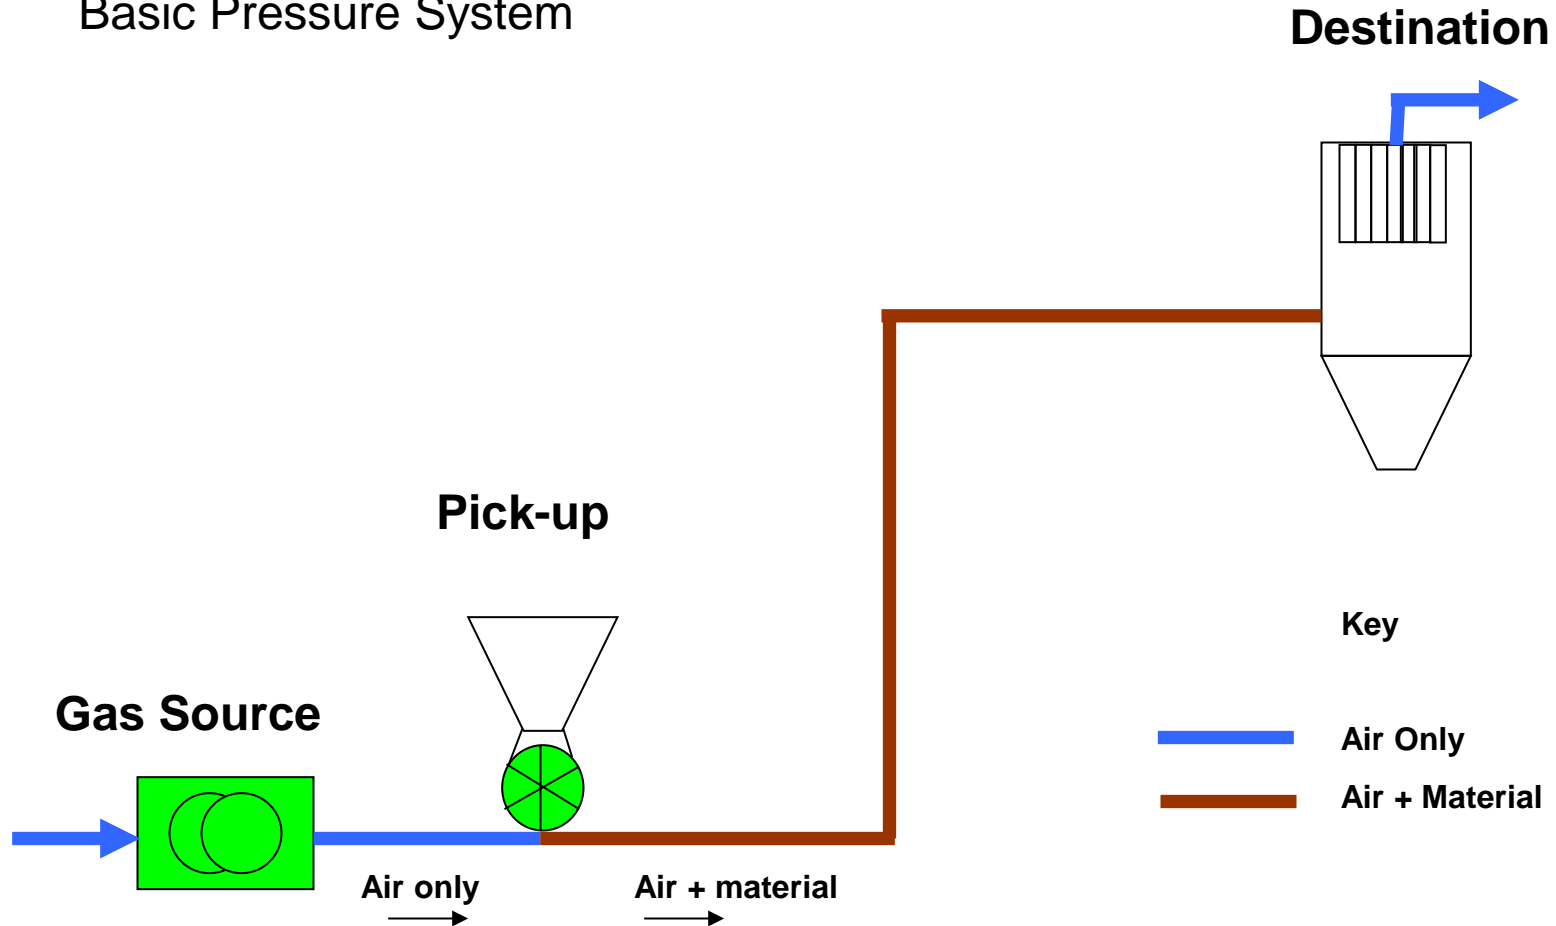 Basic Pressure System
Destination
Pick-up
Gas Source
Key
Air Only
Air + Material
Air only
Air + material